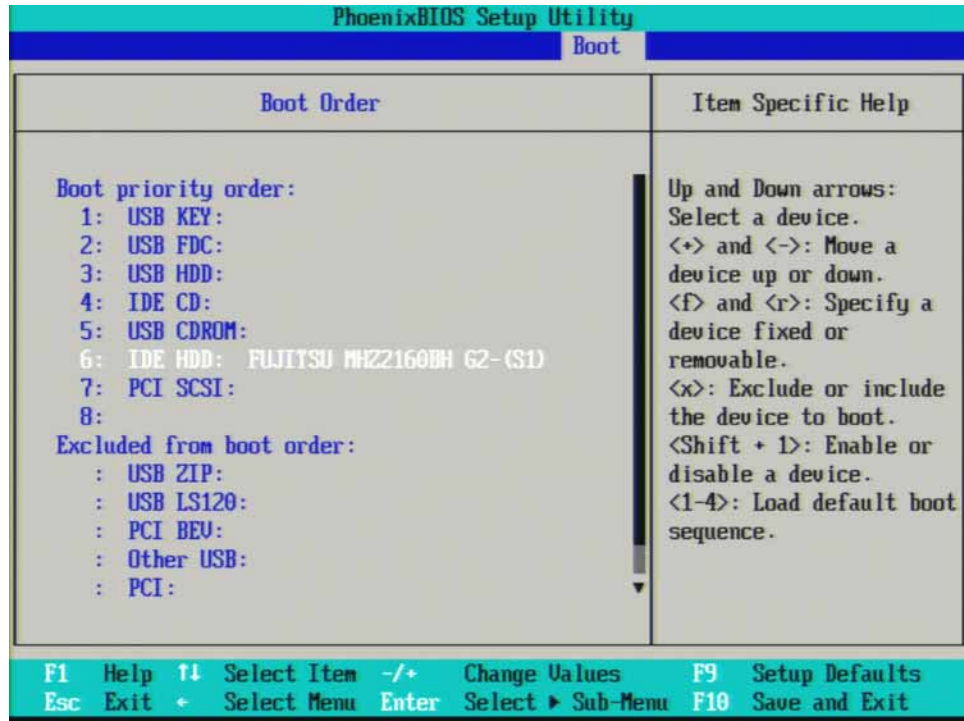 PhoenixBIOS Setup Utility
Boot
Boot Order
Item Specific Help
Boot priority order:
1: USB KEY:
2: USB FDC:
3: USB HDD:
4: IDE CD:
5: USB CDROM:
6: IDE HDD: FUJITSU MHZ2160BH G2-(S1)
7: PCI SCSI:
8:
Excluded from boot order:
: USB ZIP:
: USB LS120:
: PCI BEV:
: Other USB:
: PCI:
Up and Down arrows:
Select a device.
<+> and <->: Move a
device up or down.
<f> and <r>: Specify a
device fixed or
removable.
<x>: Exclude or include
the device to boot.
<Shift + 1>: Enable or
disable a device.
<1-4>: Load default boot
sequence.
F1 Help ↑↓ Select Item -/+ Change Values F9 Setup Defaults
Esc Exit ← Select Menu Enter Select ▶ Sub-Menu F10 Save and Exit